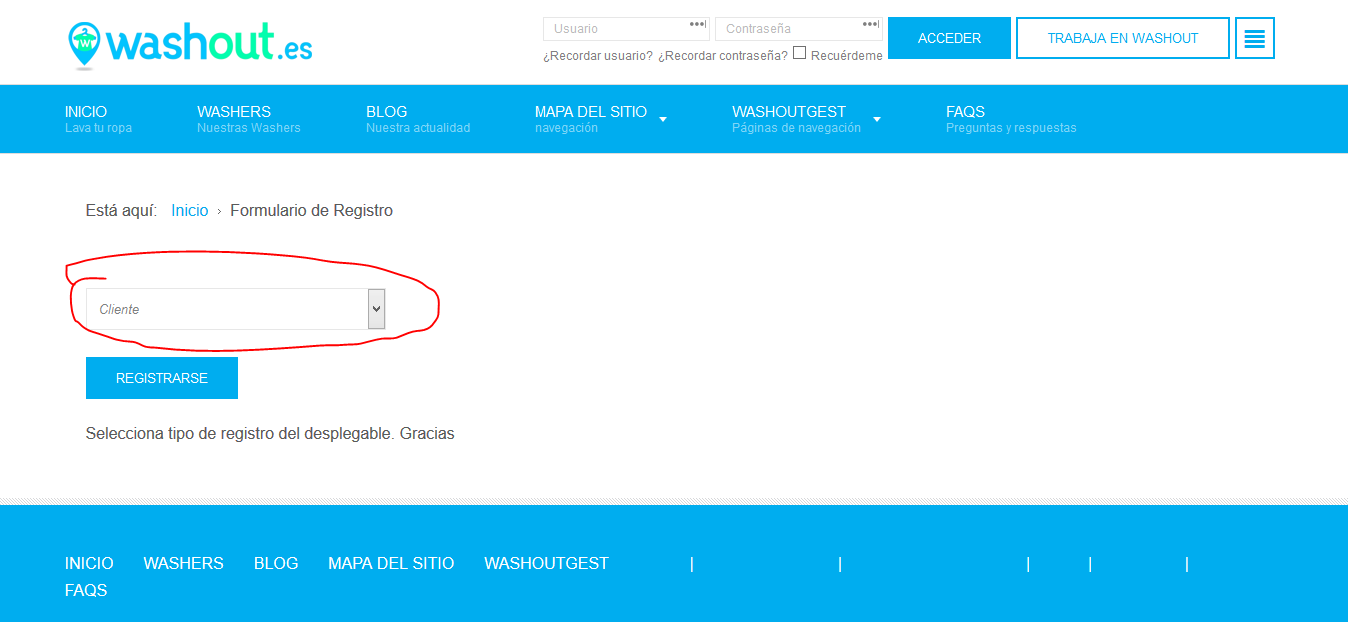 washout.es
Usuario
Contraseña
ACCEDER
TRABAJA EN WASHOUT
¿Recordar usuario? ¿Recordar contraseña? Recuérdeme
INICIO
Lava tu ropa
WASHERS
Nuestras Washers
BLOG
Nuestra actualidad
MAPA DEL SITIO
navegación
WASHOUTGEST
Páginas de navegación
FAQS
Preguntas y respuestas
Está aquí: Inicio › Formulario de Registro
Cliente
REGISTRARSE
Selecciona tipo de registro del desplegable. Gracias
INICIO WASHERS BLOG MAPA DEL SITIO WASHOUTGEST | | | | |
FAQS